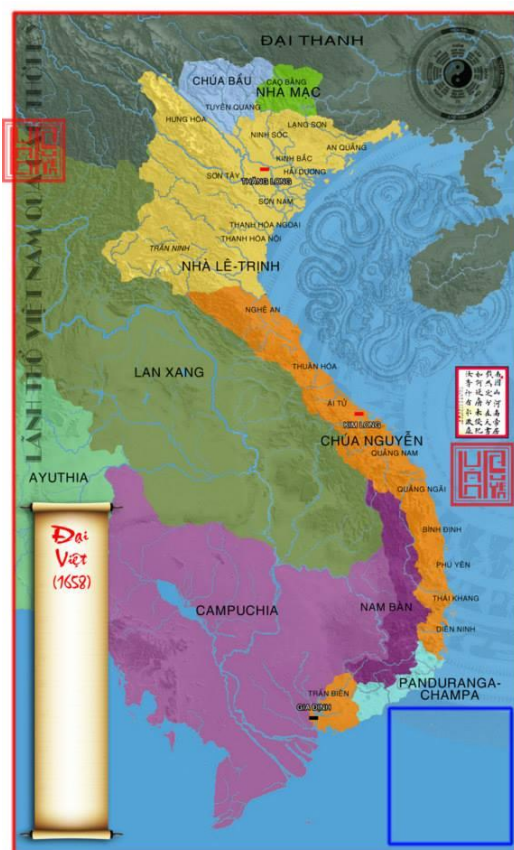 ĐẠI THANH
CHÚA BẦU
CAO BẰNG
NHÀ MẠC
TUYÊN QUANG
HƯNG HÓA
LẠNG SƠN
NINH SÓC
AN QUẢNG
KINH BẮC
HẢI DƯƠNG
SƠN TÂY
THĂNG LONG
SƠN NAM
THANH HÓA NGOẠI
THANH HÓA NỘI
TRẤN NINH
NHÀ LÊ-TRỊNH
NGHỆ AN
LÃNH THỔ VIỆT NAM QUA
LAN XANG
THUẬN HÓA
ÁI TỬ
KIM LONG
CHÚA NGUYỄN
QUẢNG NAM
AYUTHIA
QUẢNG NGÃI
Đại
Việt
(1658)
BÌNH ĐỊNH
PHÚ YÊN
THÁI KHANG
CAMPUCHIA
NAM BÀN
DIÊN NINH
PANDURANGA-
CHAMPA
TRẤN BIÊN
GIA ĐỊNH